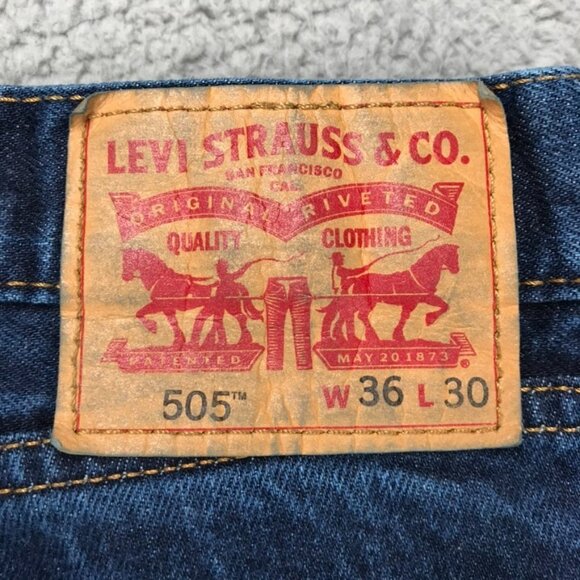 LEVI STRAUSS & CO.
SAN FRANCISCO
CAL
ORIGINAL RIVETED
QUALITY CLOTHING
PATENTED MAY 20 1873 ®
505™ W 36 L 30